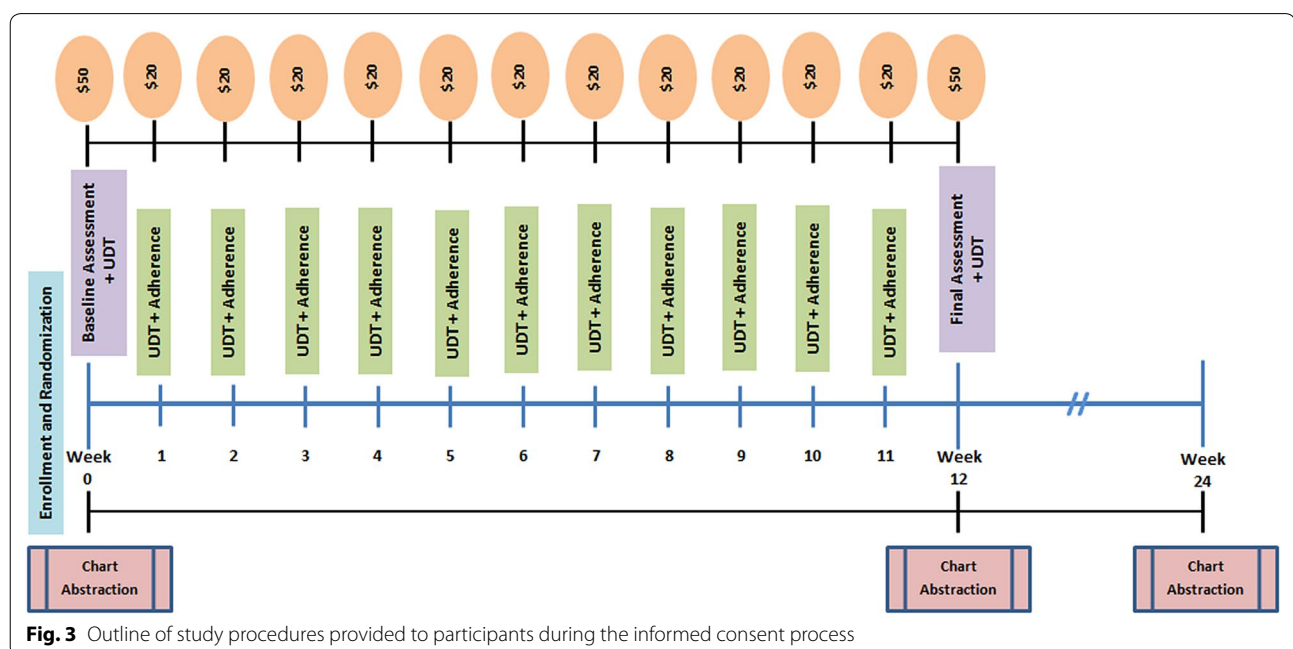 $50
$20
$20
$20
$20
$20
$20
$20
$20
$20
$20
$20
$50
Enrollment and Randomization
Baseline Assessment
+ UDT
UDT + Adherence
UDT + Adherence
UDT + Adherence
UDT + Adherence
UDT + Adherence
UDT + Adherence
UDT + Adherence
UDT + Adherence
UDT + Adherence
UDT + Adherence
UDT + Adherence
Final Assessment
+ UDT
Week
0
1
2
3
4
5
6
7
8
9
10
11
Week
12
Week
24
Chart
Abstraction
Chart
Abstraction
Chart
Abstraction
Fig. 3 Outline of study procedures provided to participants during the informed consent process